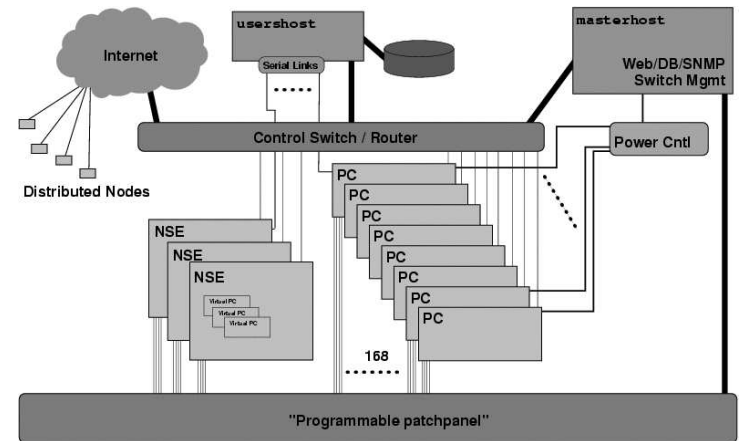 usershost
masterhost
Internet
Serial Links
Web/DB/SNMP
Switch Mgmt
Control Switch / Router
Power Cntl
Distributed Nodes
PC
PC
PC
PC
PC
PC
PC
PC
NSE
NSE
NSE
Virtual PC
Virtual PC
Virtual PC
168
"Programmable patchpanel"